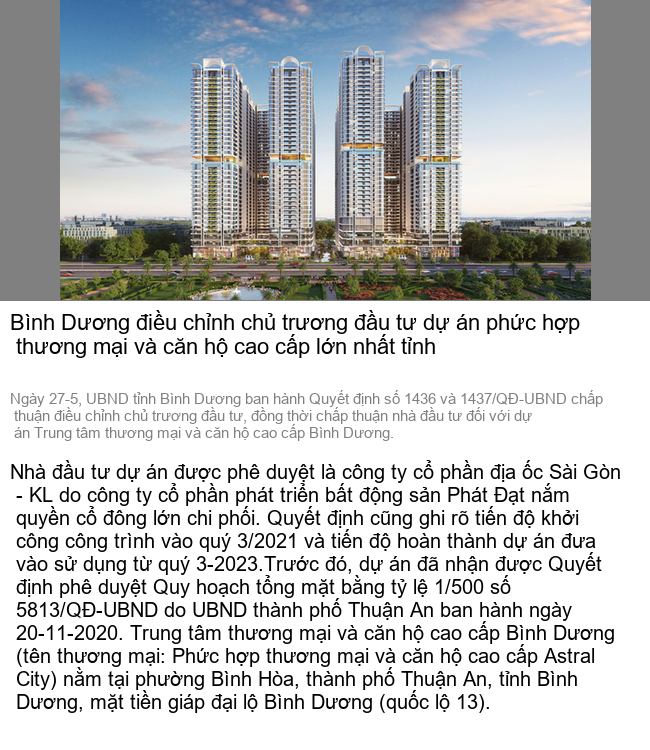 Bình Dương điều chỉnh chủ trương đầu tư dự án phức hợp
thương mại và căn hộ cao cấp lớn nhất tỉnh
Ngày 27-5, UBND tỉnh Bình Dương ban hành Quyết định số 1436 và 1437/QĐ-UBND chấp
thuận điều chỉnh chủ trương đầu tư, đồng thời chấp thuận nhà đầu tư đối với dự
án Trung tâm thương mại và căn hộ cao cấp Bình Dương.
Nhà đầu tư dự án được phê duyệt là công ty cổ phần địa ốc Sài Gòn
- KL do công ty cổ phần phát triển bất động sản Phát Đạt nắm
quyền cổ đông lớn chi phối. Quyết định cũng ghi rõ tiến độ khởi
công công trình vào quý 3/2021 và tiến độ hoàn thành dự án đưa
vào sử dụng từ quý 3-2023.Trước đó, dự án đã nhận được Quyết
định phê duyệt Quy hoạch tổng mặt bằng tỷ lệ 1/500 số
5813/QĐ-UBND do UBND thành phố Thuận An ban hành ngày
20-11-2020. Trung tâm thương mại và căn hộ cao cấp Bình Dương
(tên thương mại: Phức hợp thương mại và căn hộ cao cấp Astral
City) nằm tại phường Bình Hòa, thành phố Thuận An, tỉnh Bình
Dương, mặt tiền giáp đại lộ Bình Dương (quốc lộ 13).